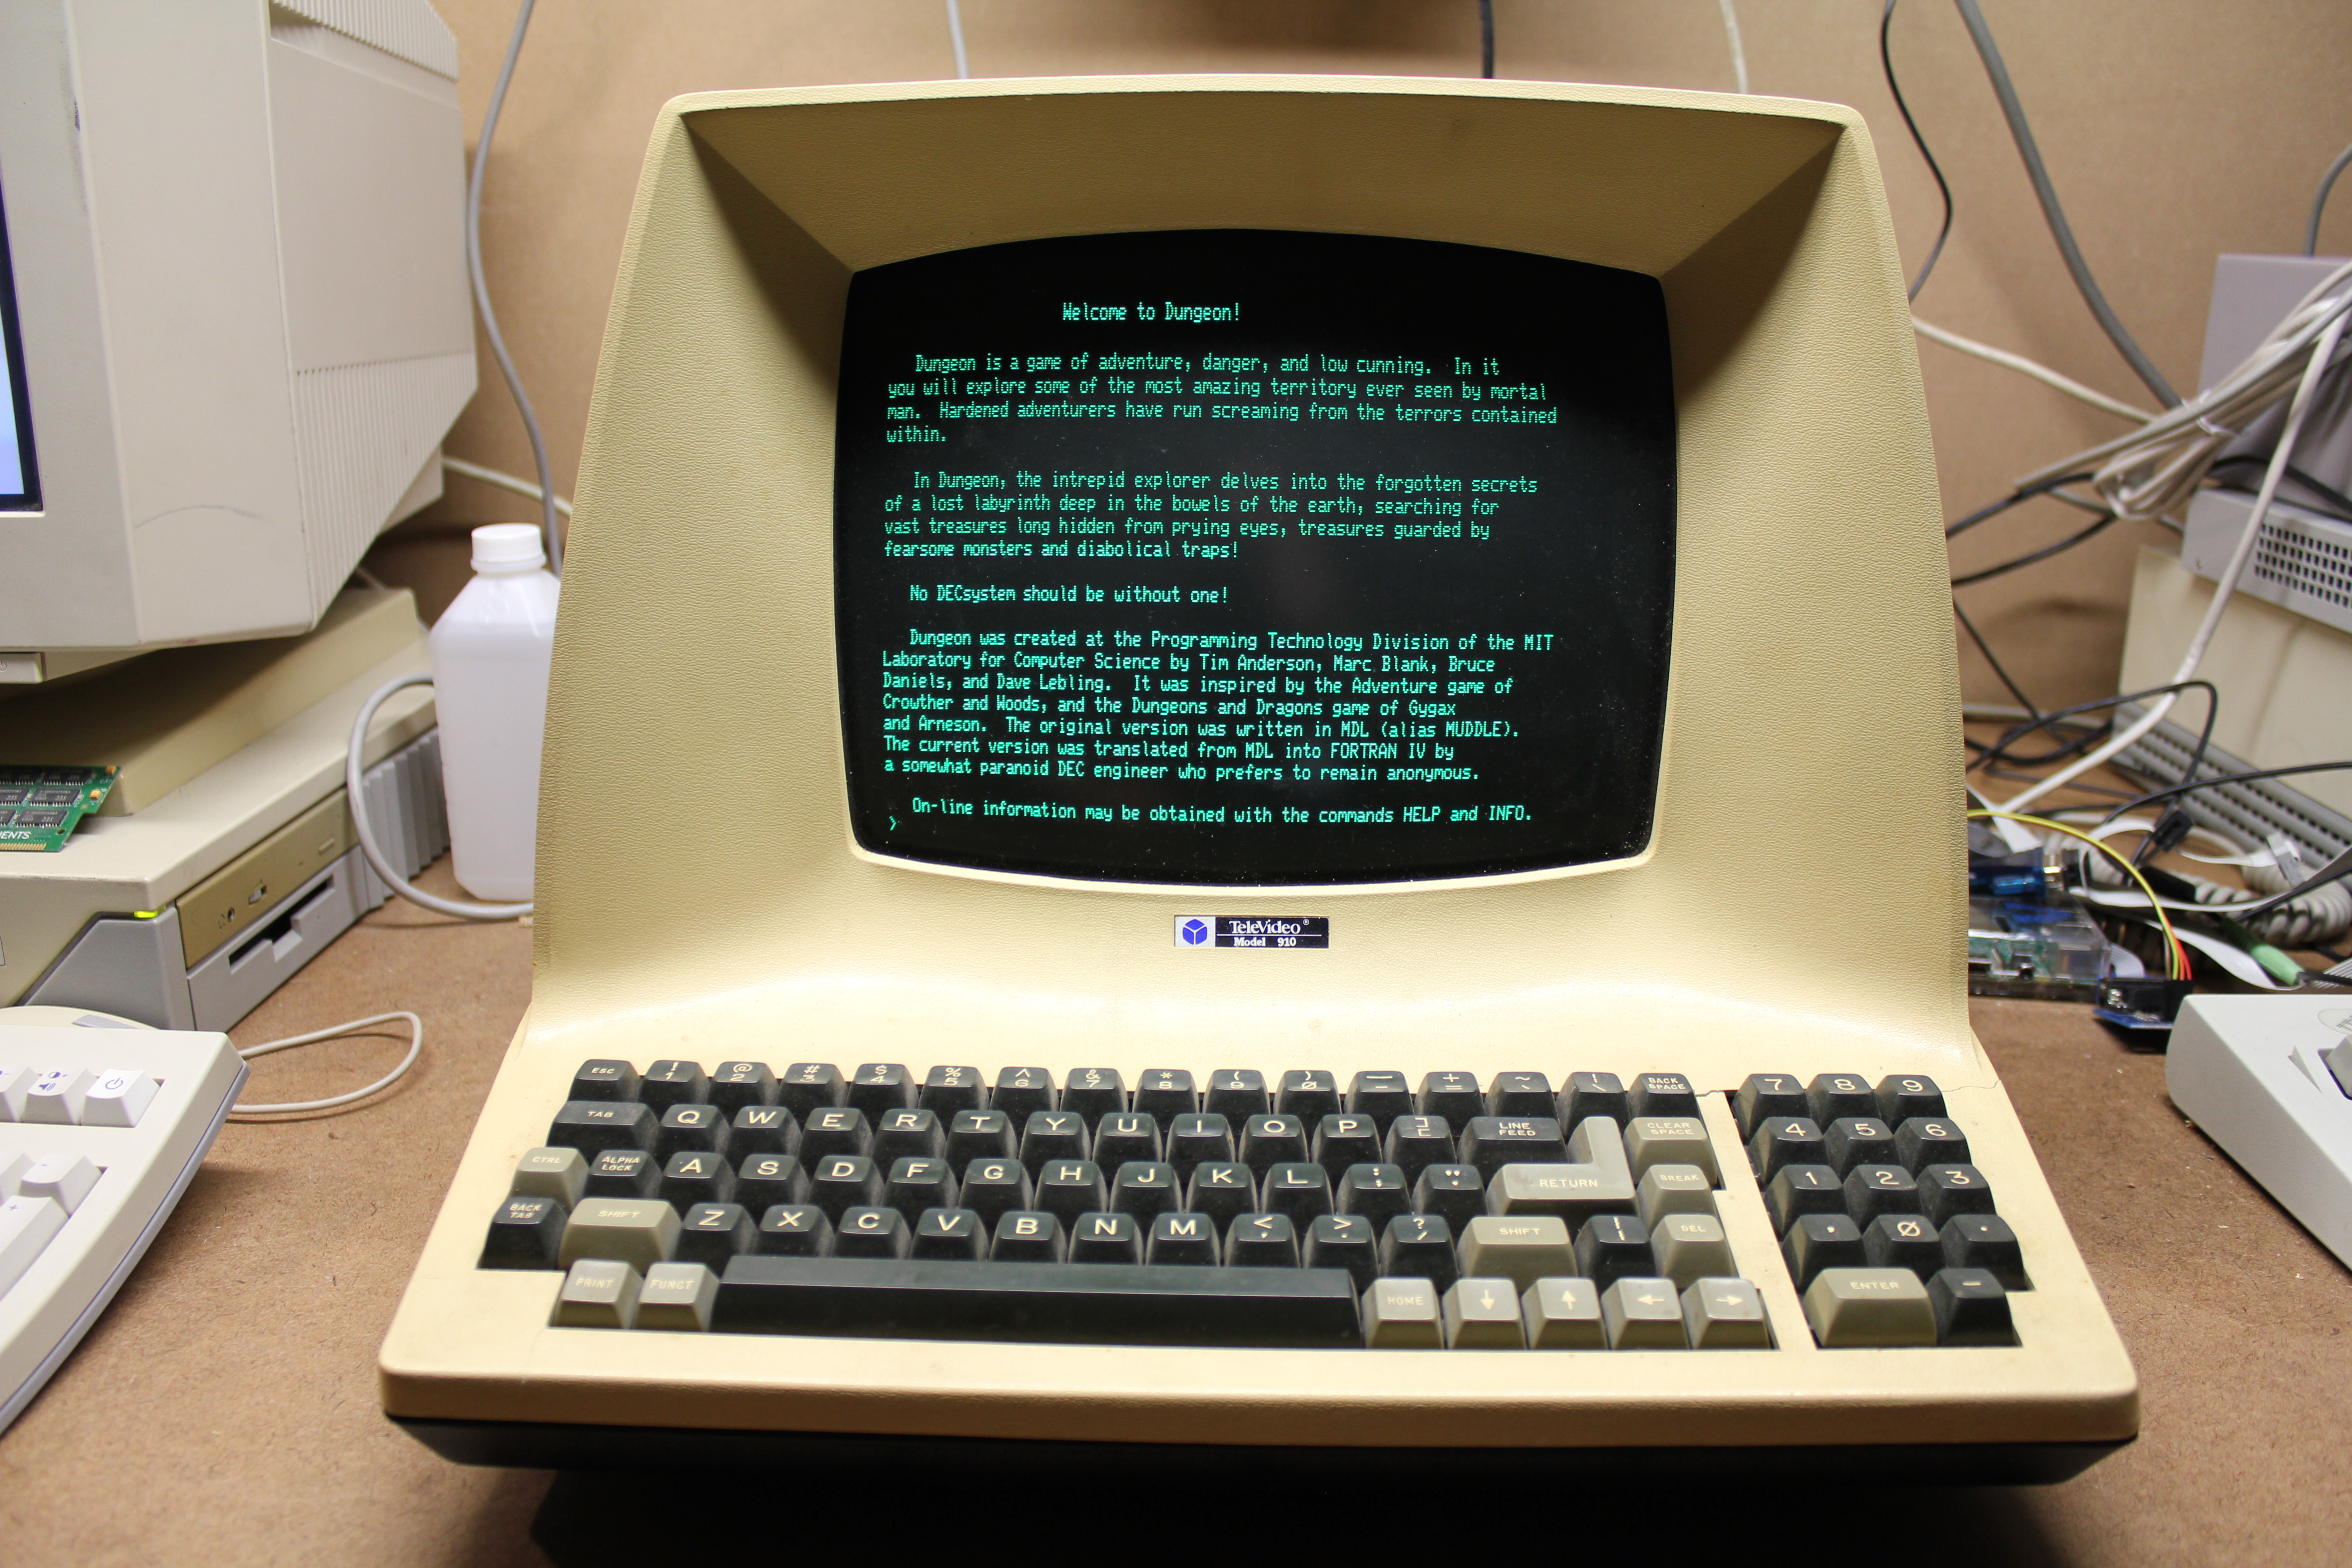 Welcome to Dungeon!
Dungeon is a game of adventure, danger, and low cunning.  In it
you will explore some of the most amazing territory ever seen by mortal
man.  Hardened adventurers have run screaming from the terrors contained
within.
In Dungeon, the intrepid explorer delves into the forgotten secrets
of a lost labyrinth deep in the bowels of the earth, searching for
vast treasures long hidden from prying eyes, treasures guarded by
fearsome monsters and diabolical traps!
No DECsystem should be without one!
Dungeon was created at the Programming Technology Division of the MIT
Laboratory for Computer Science by Tim Anderson, Marc Blank, Bruce
Daniels, and Dave Lebling.  It was inspired by the Adventure game of
Crowther and Woods, and the Dungeons and Dragons game of Gygax
and Arneson.  The original version was written in MDL (alias MUDDLE).
The current version was translated from MDL into FORTRAN IV by
a somewhat paranoid DEC engineer who prefers to remain anonymous.
On-line information may be obtained with the commands HELP and INFO.
>
TeleVideo®
Model 910
ESC ! 1 @ 2 # 3 $ 4 % 5 ^ 6 & 7 * 8 ( 9 ) 0 — - + = ~ ` | \ BACK SPACE 7 8 9
TAB Q W E R T Y U I O P ] [ LINE FEED CLEAR SPACE 4 5 6
CTRL ALPHA LOCK A S D F G H J K L : ; " ' RETURN BREAK 1 2 3
BACK TAB SHIFT Z X C V B N M < , > . ? / SHIFT DEL , 0 .
PRINT FUNCT HOME ↓ ↑ ← → ENTER -
ENTS